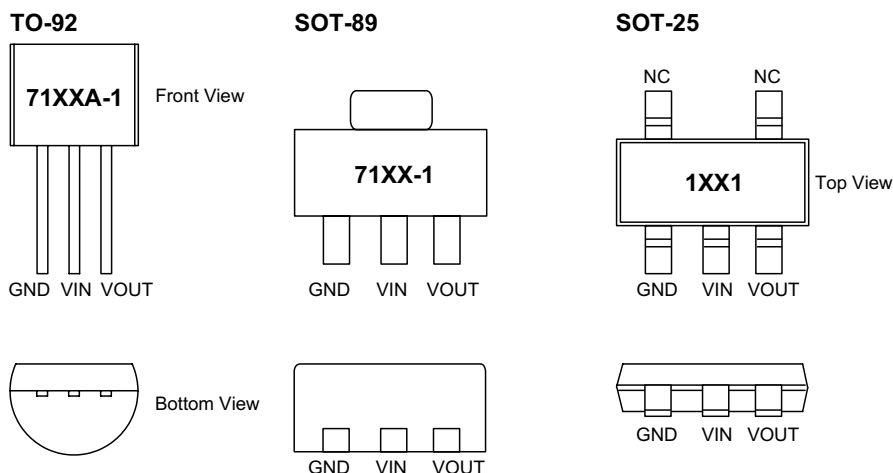 TO-92
SOT-89
SOT-25
NC NC
71XXA-1 Front View
71XX-1
1XX1 Top View
GND VIN VOUT
GND VIN VOUT
GND VIN VOUT
Bottom View
GND VIN VOUT
GND VIN VOUT